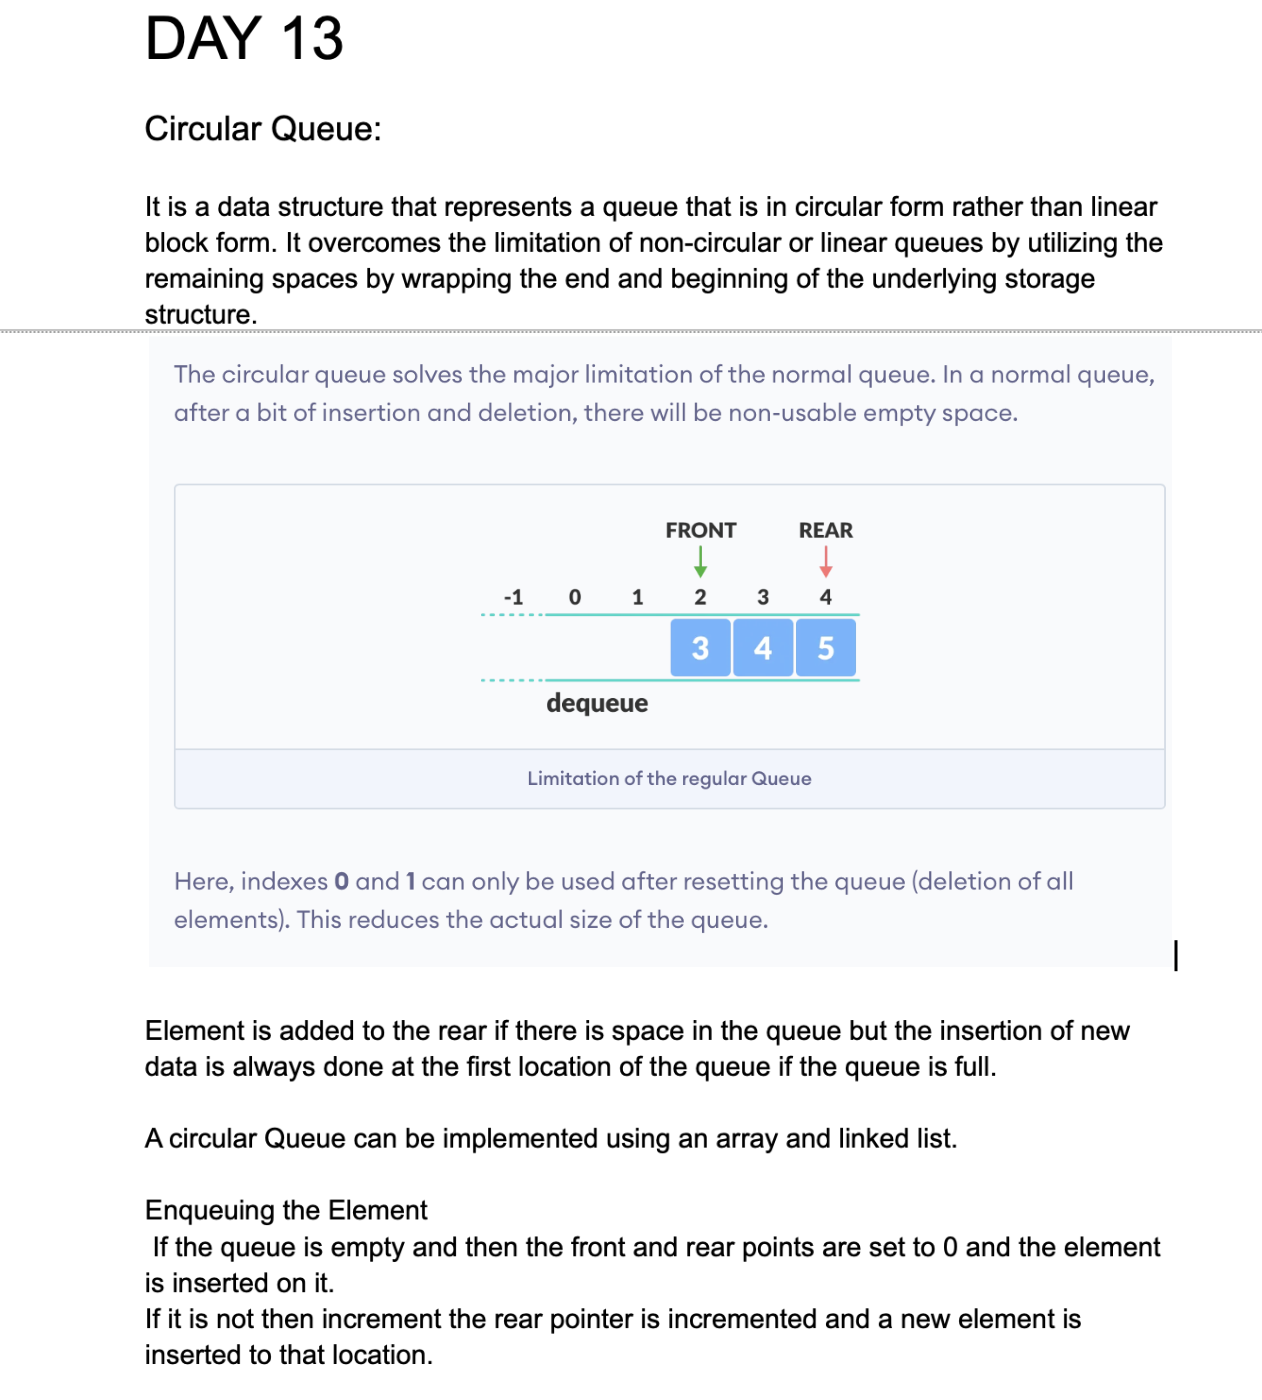 DAY 13
Circular Queue:
It is a data structure that represents a queue that is in circular form rather than linear
block form. It overcomes the limitation of non-circular or linear queues by utilizing the
remaining spaces by wrapping the end and beginning of the underlying storage
structure.
The circular queue solves the major limitation of the normal queue. In a normal queue,
after a bit of insertion and deletion, there will be non-usable empty space.
FRONT REAR
-1 0 1 2 3 4
3 4 5
dequeue
Limitation of the regular Queue
Here, indexes 0 and 1 can only be used after resetting the queue (deletion of all
elements). This reduces the actual size of the queue.
Element is added to the rear if there is space in the queue but the insertion of new
data is always done at the first location of the queue if the queue is full.
A circular Queue can be implemented using an array and linked list.
Enqueuing the Element
If the queue is empty and then the front and rear points are set to 0 and the element
is inserted on it.
If it is not then increment the rear pointer is incremented and a new element is
inserted to that location.